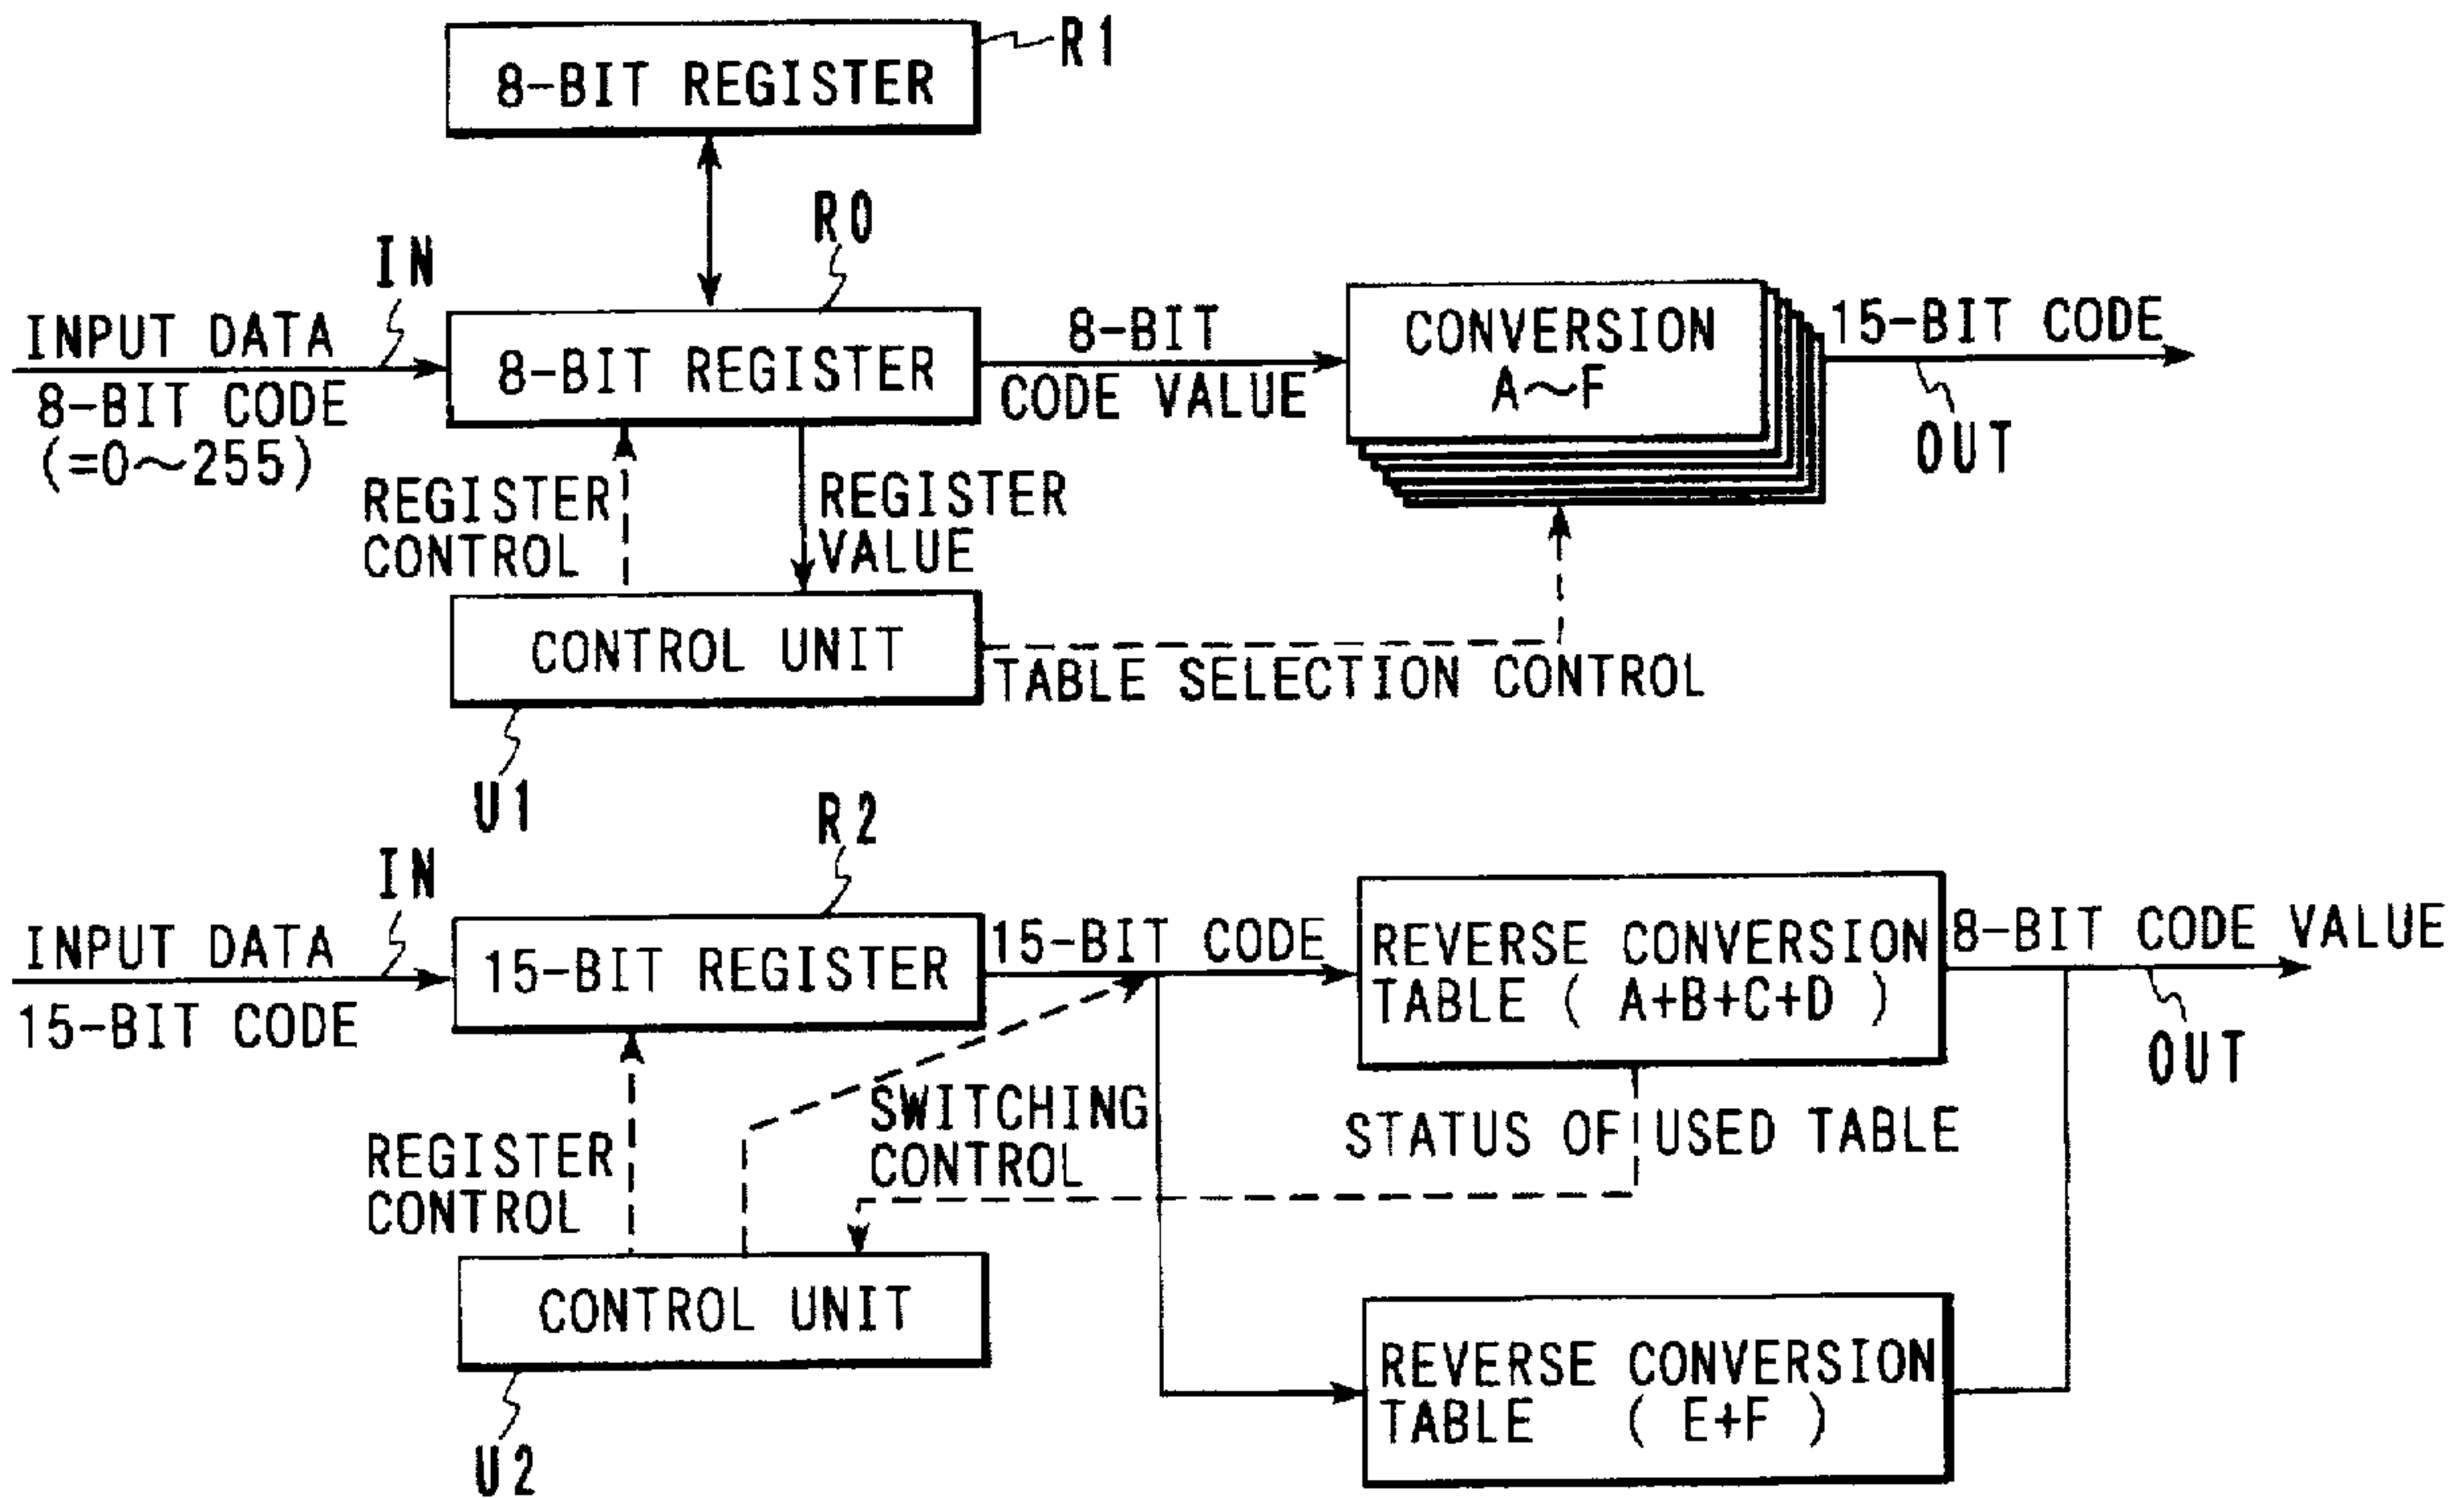 R1
8-BIT REGISTER
R0
IN
INPUT DATA
8-BIT CODE
(=0~255)
8-BIT REGISTER
8-BIT
CODE VALUE
CONVERSION
A~F
15-BIT CODE
OUT
REGISTER
CONTROL
REGISTER
VALUE
CONTROL UNIT
TABLE SELECTION CONTROL
U1
R2
IN
INPUT DATA
15-BIT CODE
15-BIT REGISTER
15-BIT CODE
REVERSE CONVERSION
TABLE ( A+B+C+D )
8-BIT CODE VALUE
OUT
SWITCHING
CONTROL
STATUS OF USED TABLE
REGISTER
CONTROL
CONTROL UNIT
U2
REVERSE CONVERSION
TABLE ( E+F )